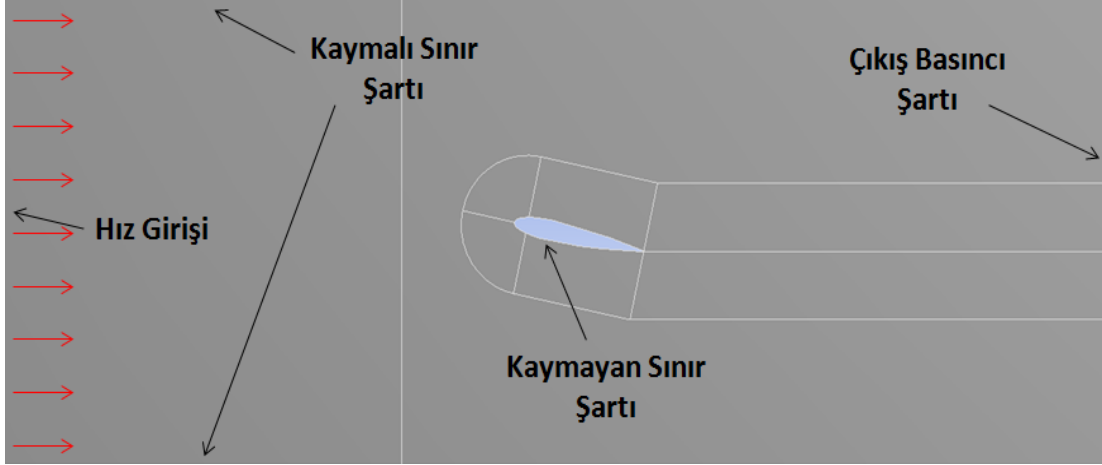 Kaymalı Sınır
Şartı
Çıkış Basıncı
Şartı
Hız Girişi
Kaymayan Sınır
Şartı